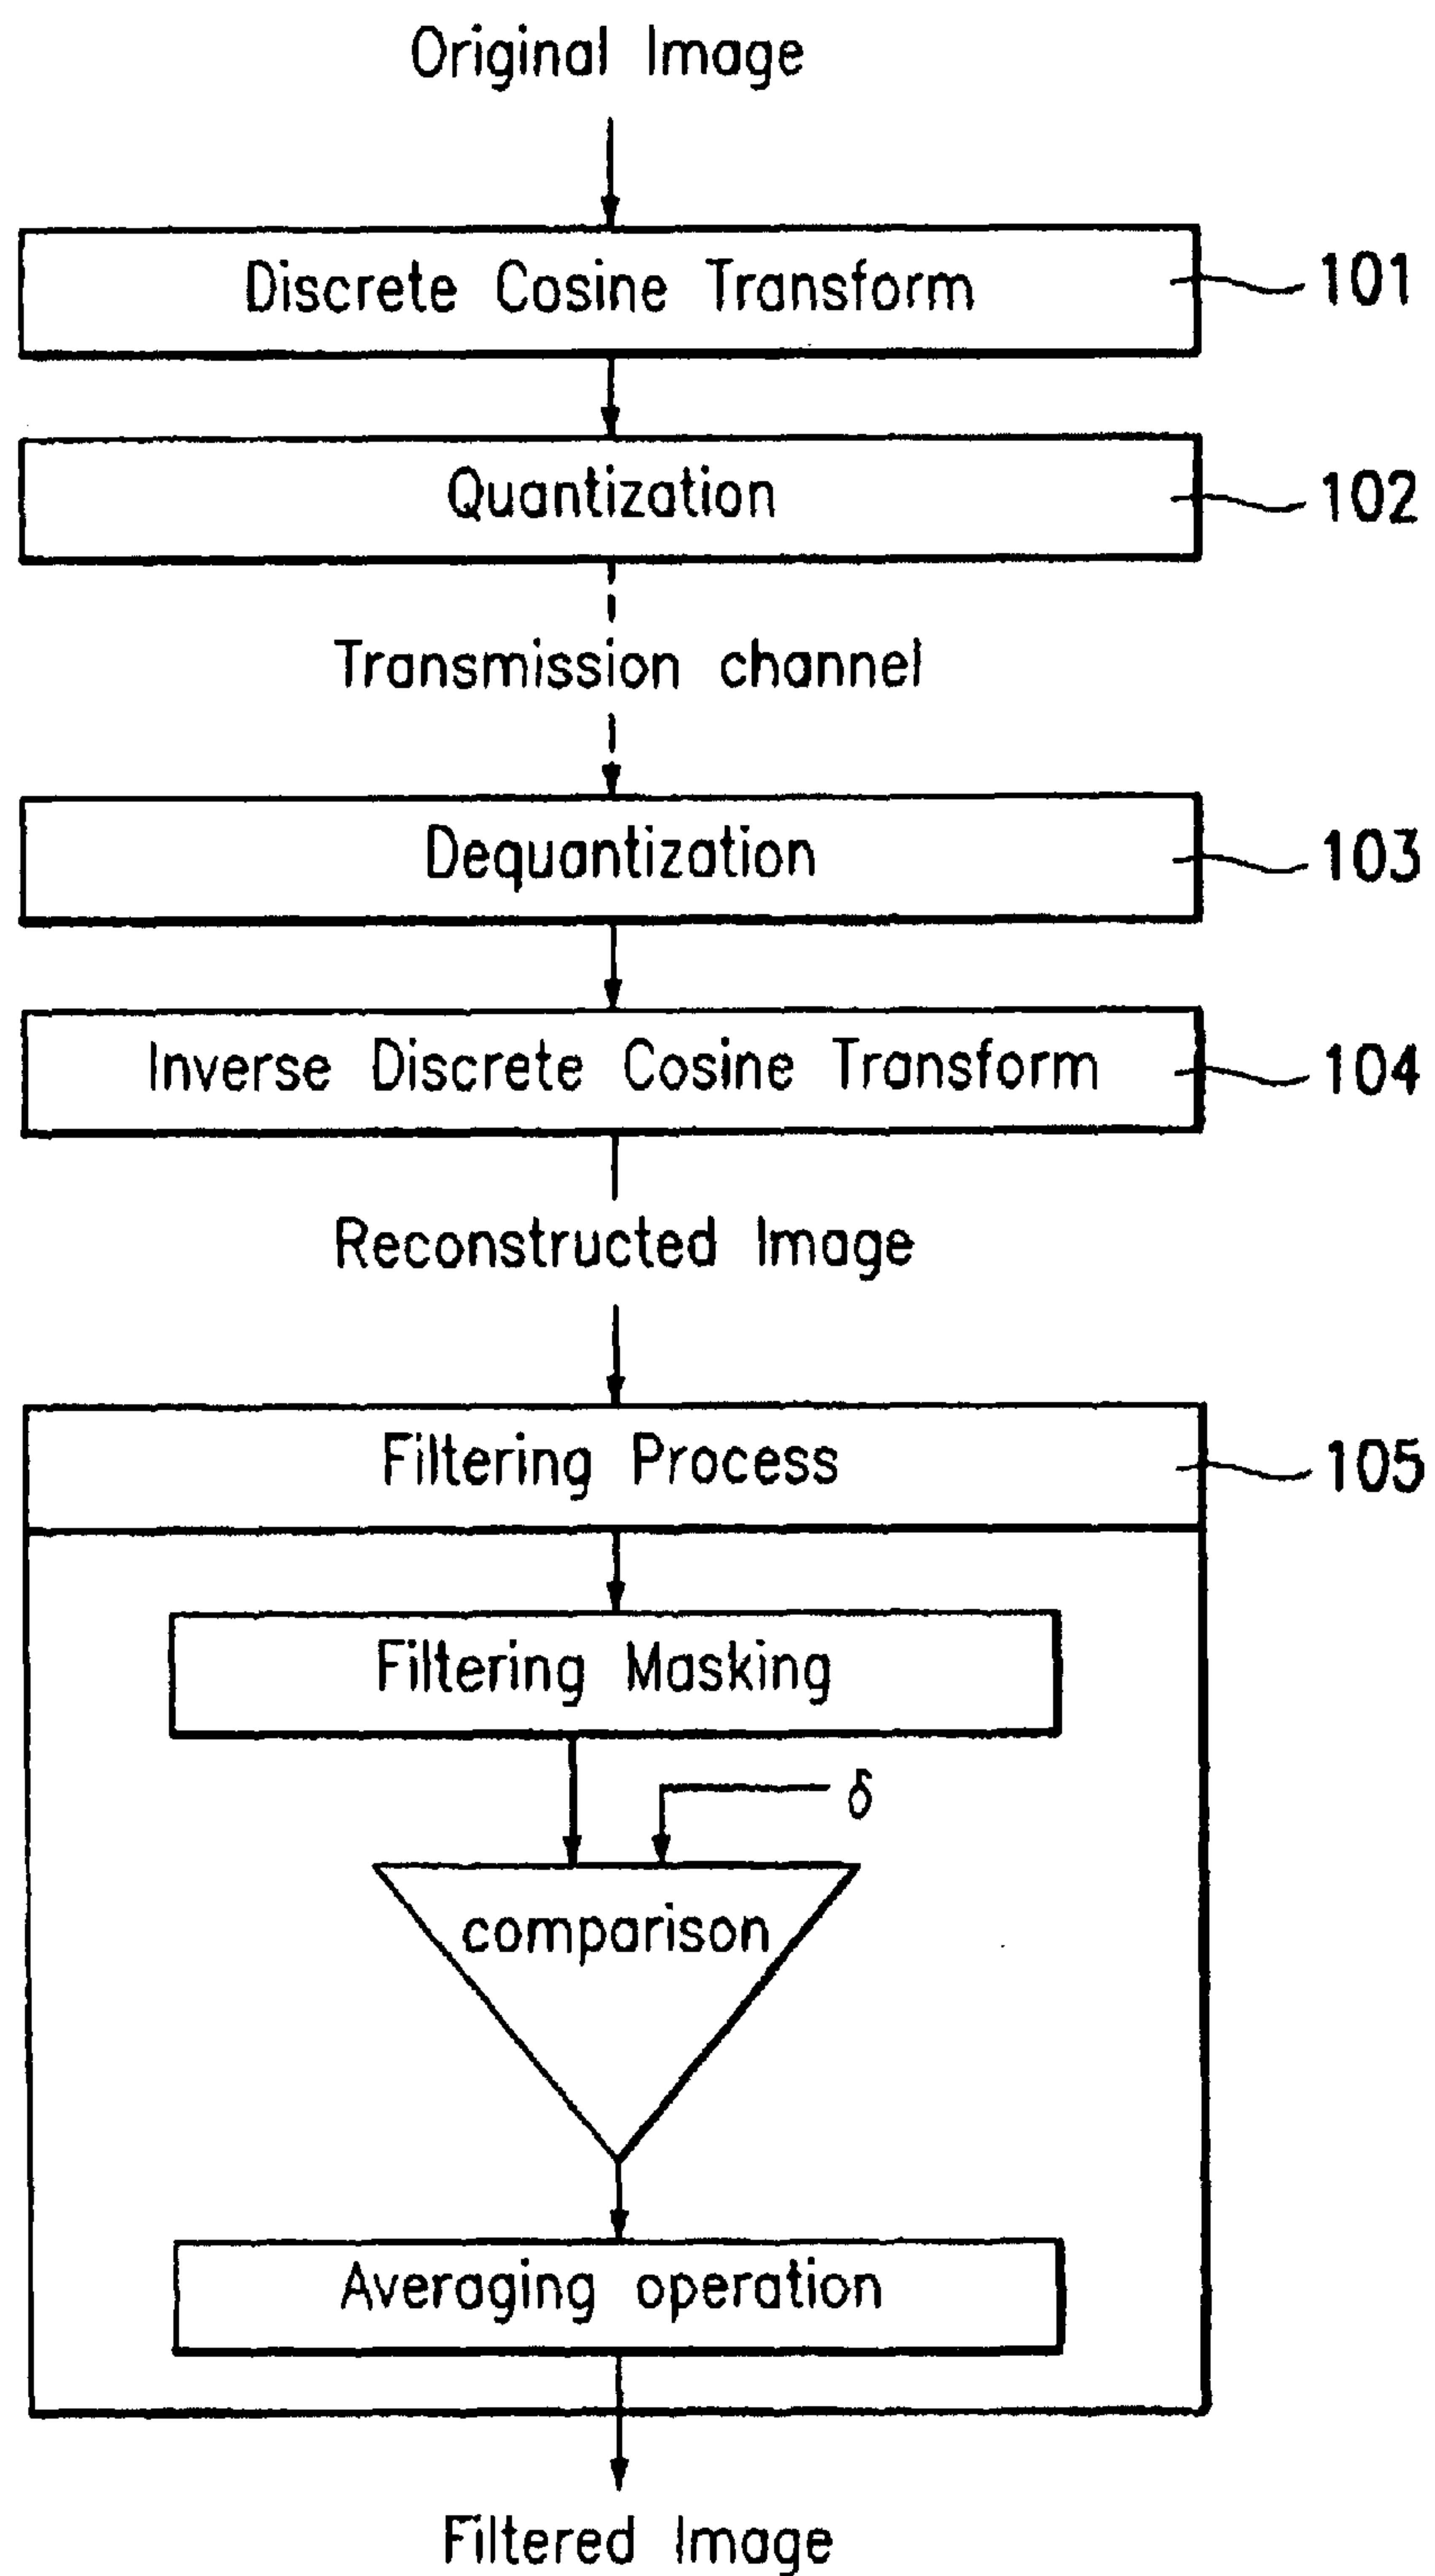 Original Image
Discrete Cosine Transform
101
Quantization
102
Transmission channel
Dequantization
103
Inverse Discrete Cosine Transform
104
Reconstructed Image
Filtering Process
105
Filtering Masking
δ
comparison
Averaging operation
Filtered Image